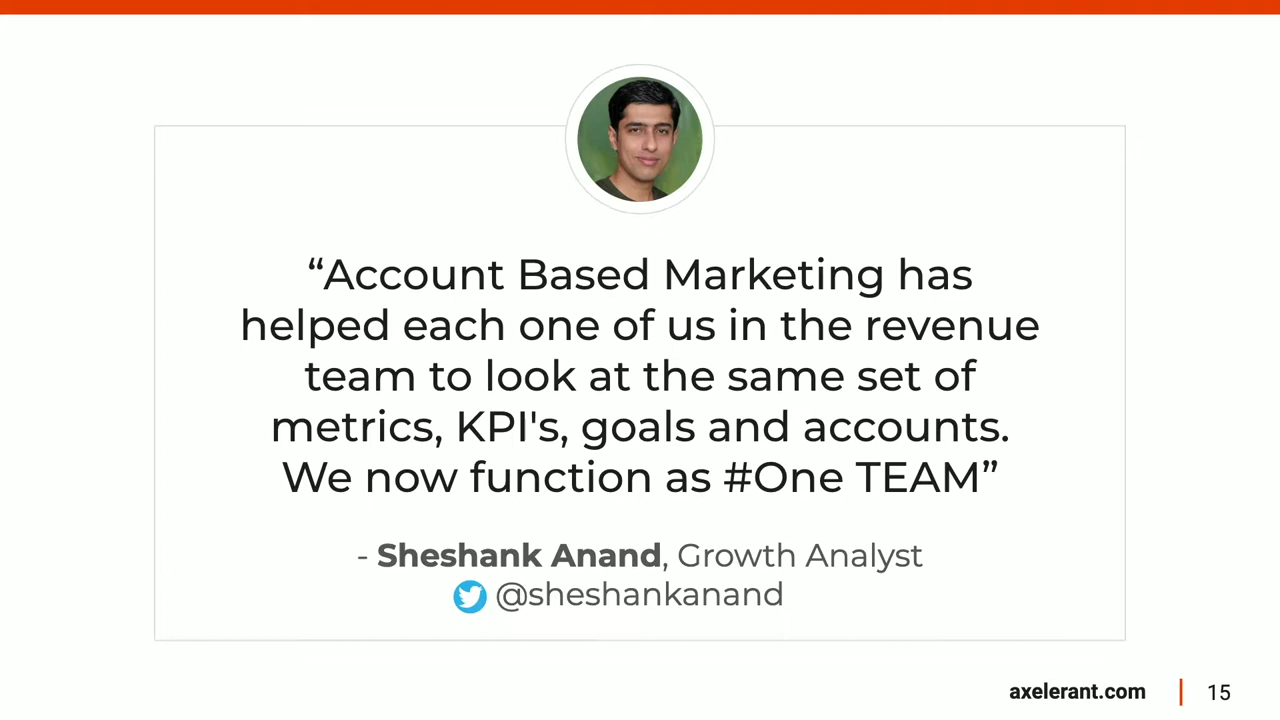 “Account Based Marketing has
helped each one of us in the revenue
team to look at the same set of
metrics, KPI's, goals and accounts.
We now function as #One TEAM”
- Sheshank Anand, Growth Analyst
@sheshankanand
axelerant.com
15